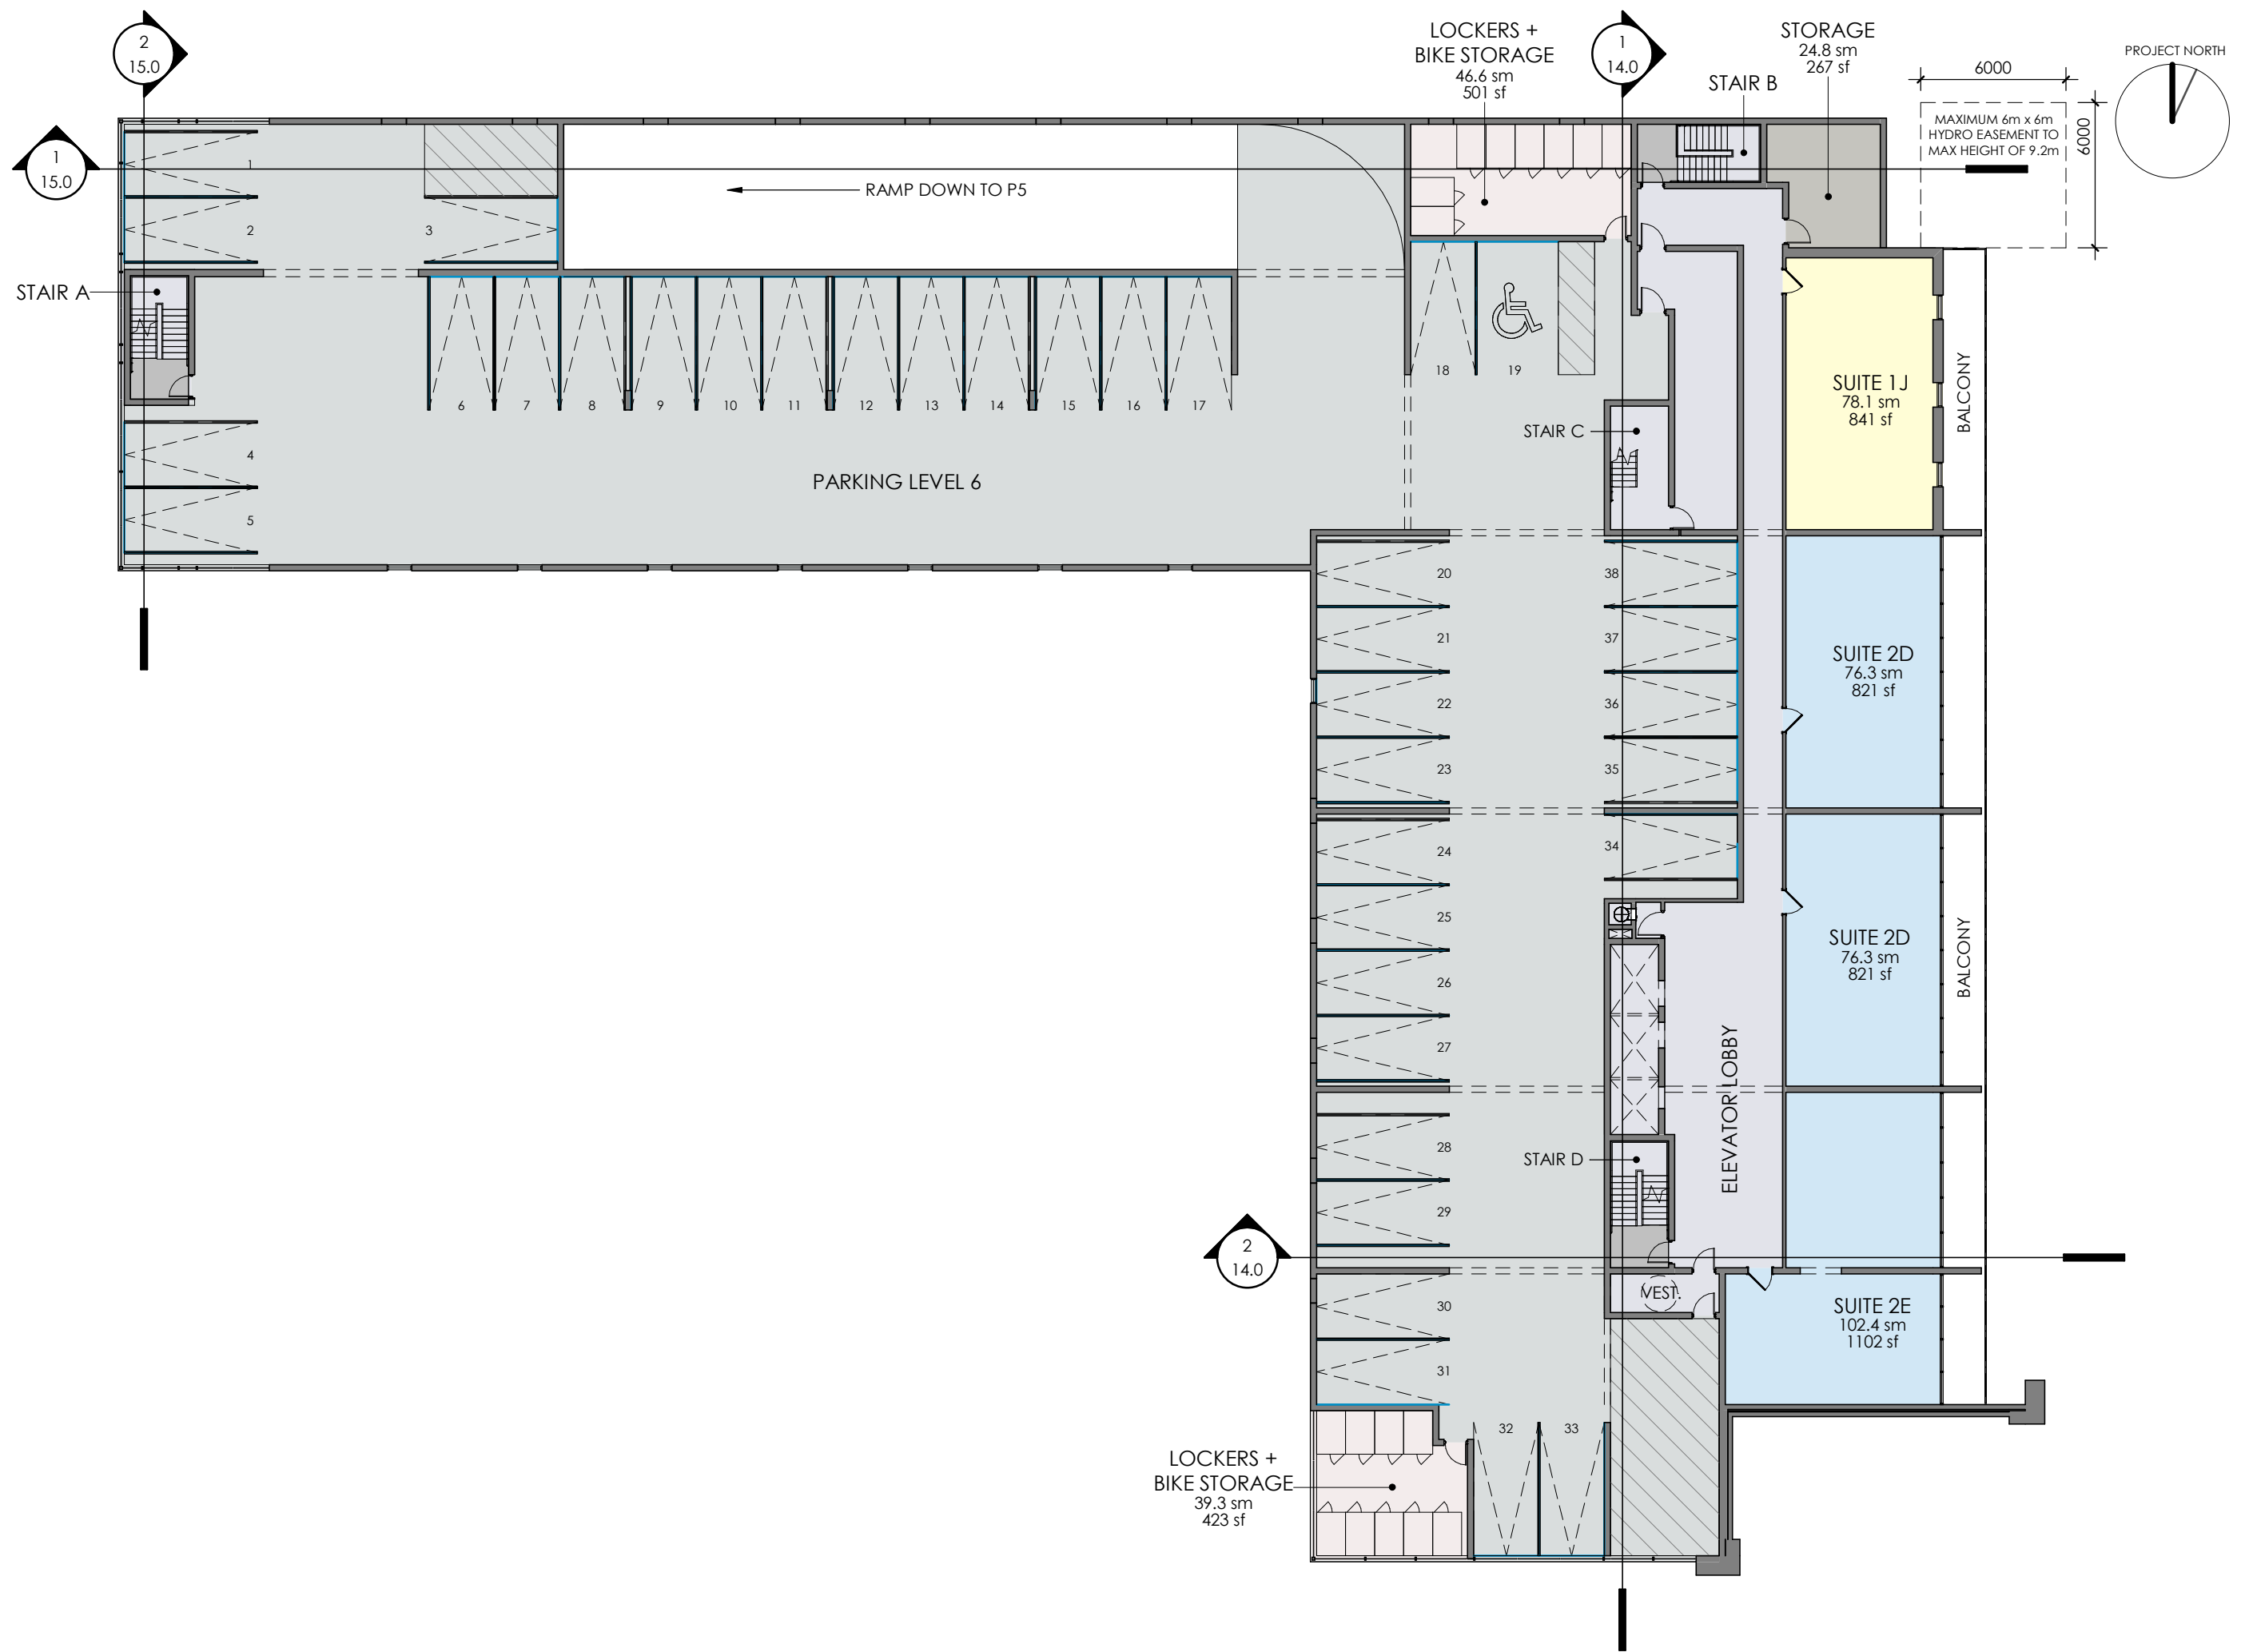 2
15.0
LOCKERS +
BIKE STORAGE
46.6 sm
501 sf
1
14.0
STORAGE
24.8 sm
267 sf
STAIR B
6000
PROJECT NORTH
MAXIMUM 6m x 6m
HYDRO EASEMENT TO
MAX HEIGHT OF 9.2m
6000
1
15.0
1
RAMP DOWN TO P5
2
3
STAIR A
18
19
6
7
8
9
10
11
12
13
14
15
16
17
SUITE 1J
78.1 sm
841 sf
BALCONY
STAIR C
4
PARKING LEVEL 6
5
20
38
21
37
SUITE 2D
76.3 sm
821 sf
22
36
23
35
24
34
25
SUITE 2D
76.3 sm
821 sf
BALCONY
26
27
ELEVATOR LOBBY
28
STAIR D
29
2
14.0
VEST.
30
SUITE 2E
102.4 sm
1102 sf
31
32
33
LOCKERS +
BIKE STORAGE
39.3 sm
423 sf